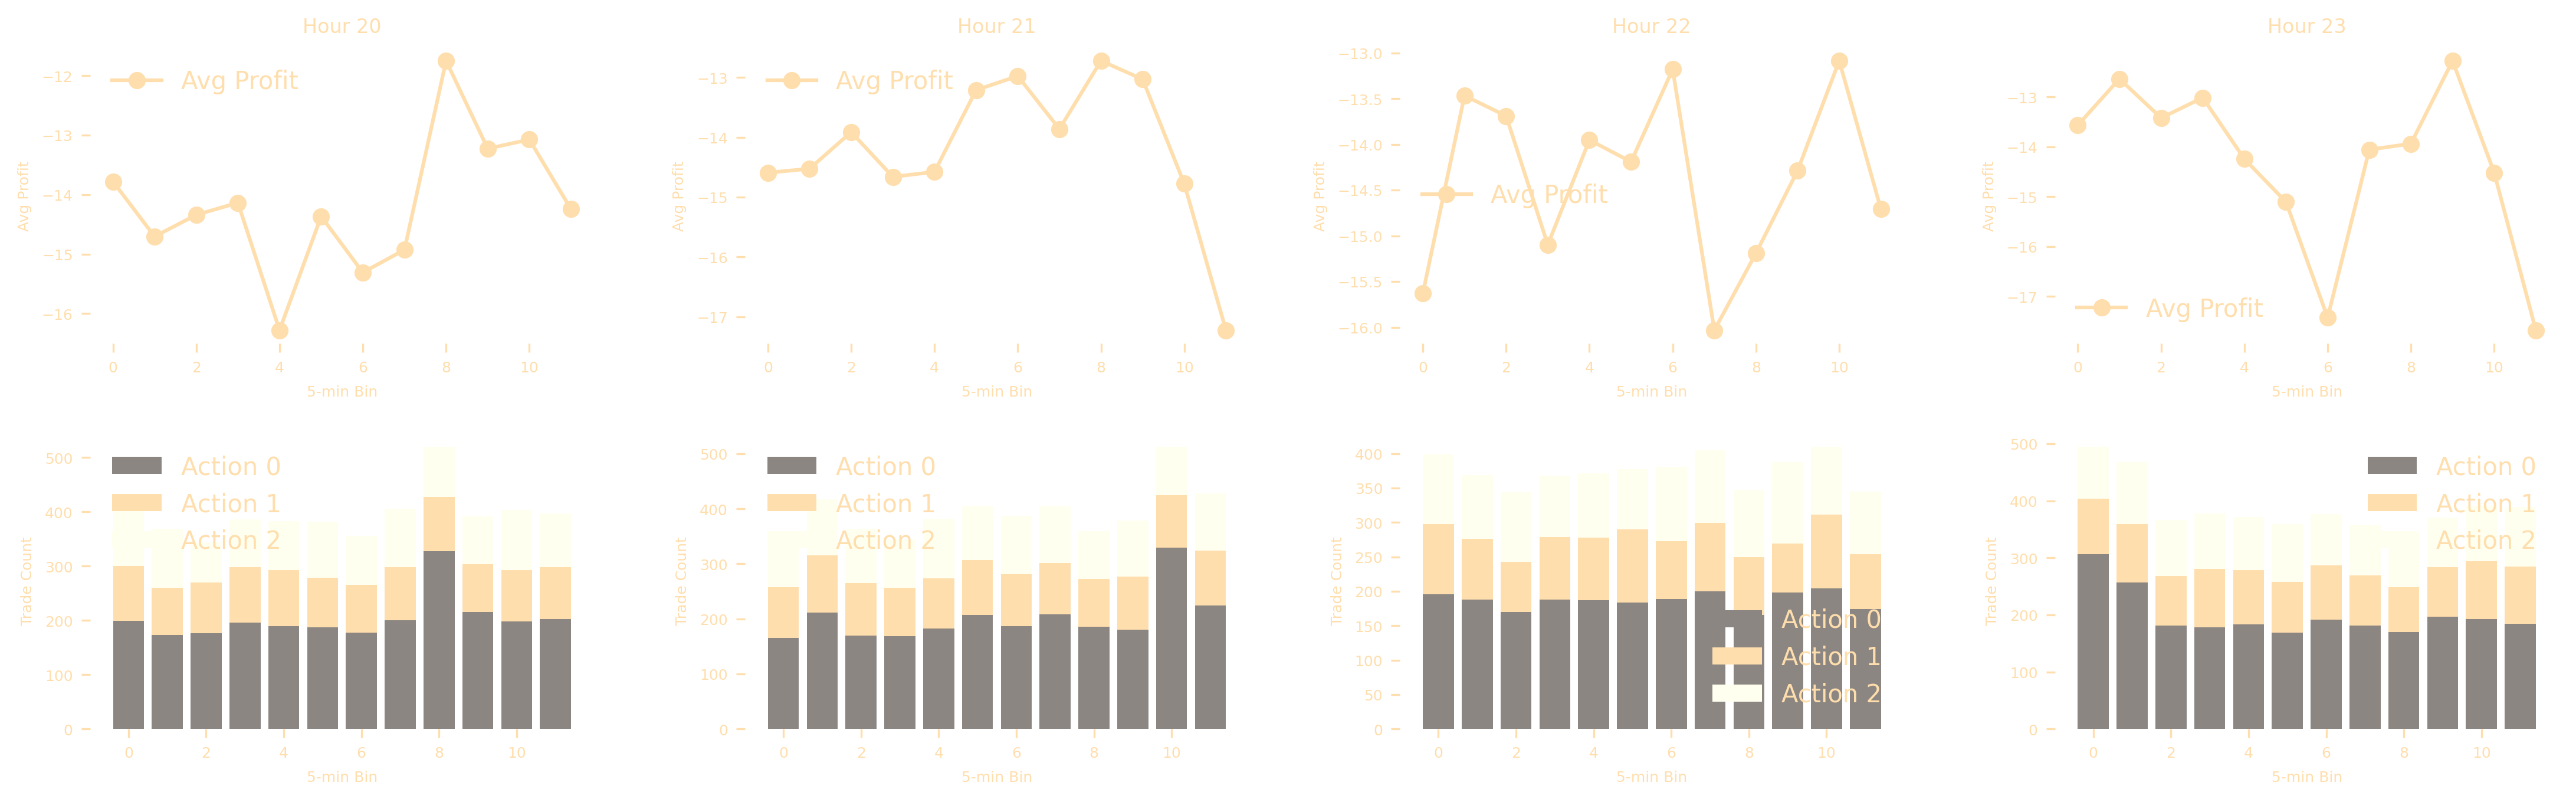 Hour 20
Avg Profit
Avg Profit
−12
−13
−14
−15
−16
0 2 4 6 8 10
5-min Bin
Hour 21
Avg Profit
Avg Profit
−13
−14
−15
−16
−17
0 2 4 6 8 10
5-min Bin
Hour 22
Avg Profit
Avg Profit
−13.0
−13.5
−14.0
−14.5
−15.0
−15.5
−16.0
0 2 4 6 8 10
5-min Bin
Hour 23
Avg Profit
Avg Profit
−13
−14
−15
−16
−17
0 2 4 6 8 10
5-min Bin
Trade Count
500
400
300
200
100
0
Action 0
Action 1
Action 2
0 2 4 6 8 10
5-min Bin
Trade Count
500
400
300
200
100
0
Action 0
Action 1
Action 2
0 2 4 6 8 10
5-min Bin
Trade Count
400
350
300
250
200
150
100
50
0
Action 0
Action 1
Action 2
0 2 4 6 8 10
5-min Bin
Trade Count
500
400
300
200
100
0
Action 0
Action 1
Action 2
0 2 4 6 8 10
5-min Bin